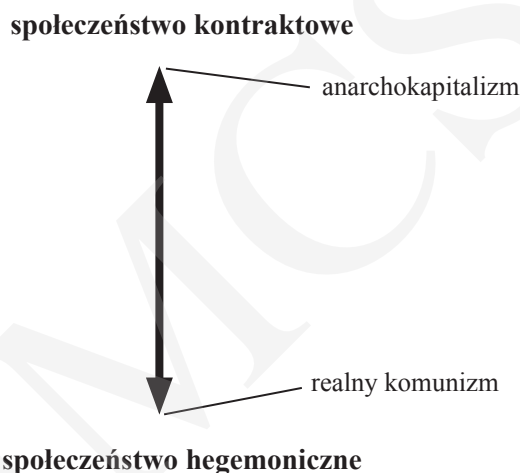 społeczeństwo kontraktowe
anarchokapitalizm
realny komunizm
społeczeństwo hegemoniczne